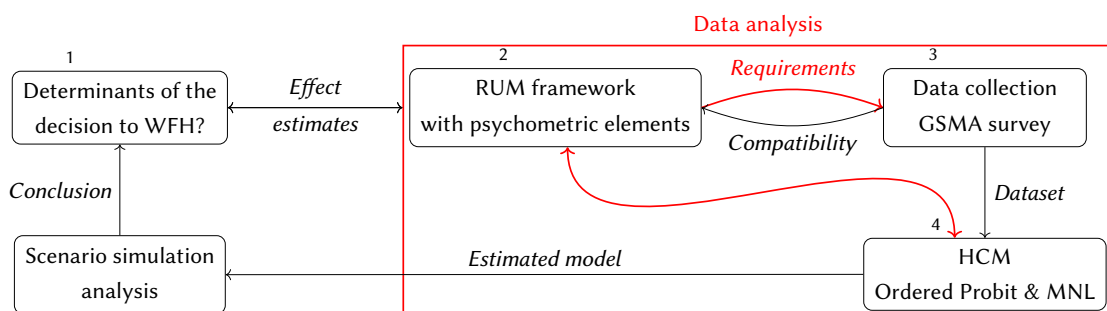 Data analysis
1
Determinants of the
decision to WFH?
Effect
estimates
2
RUM framework
with psychometric elements
Requirements
Compatibility
3
Data collection
GSMA survey
Conclusion
Dataset
4
HCM
Ordered Probit & MNL
Estimated model
Scenario simulation
analysis